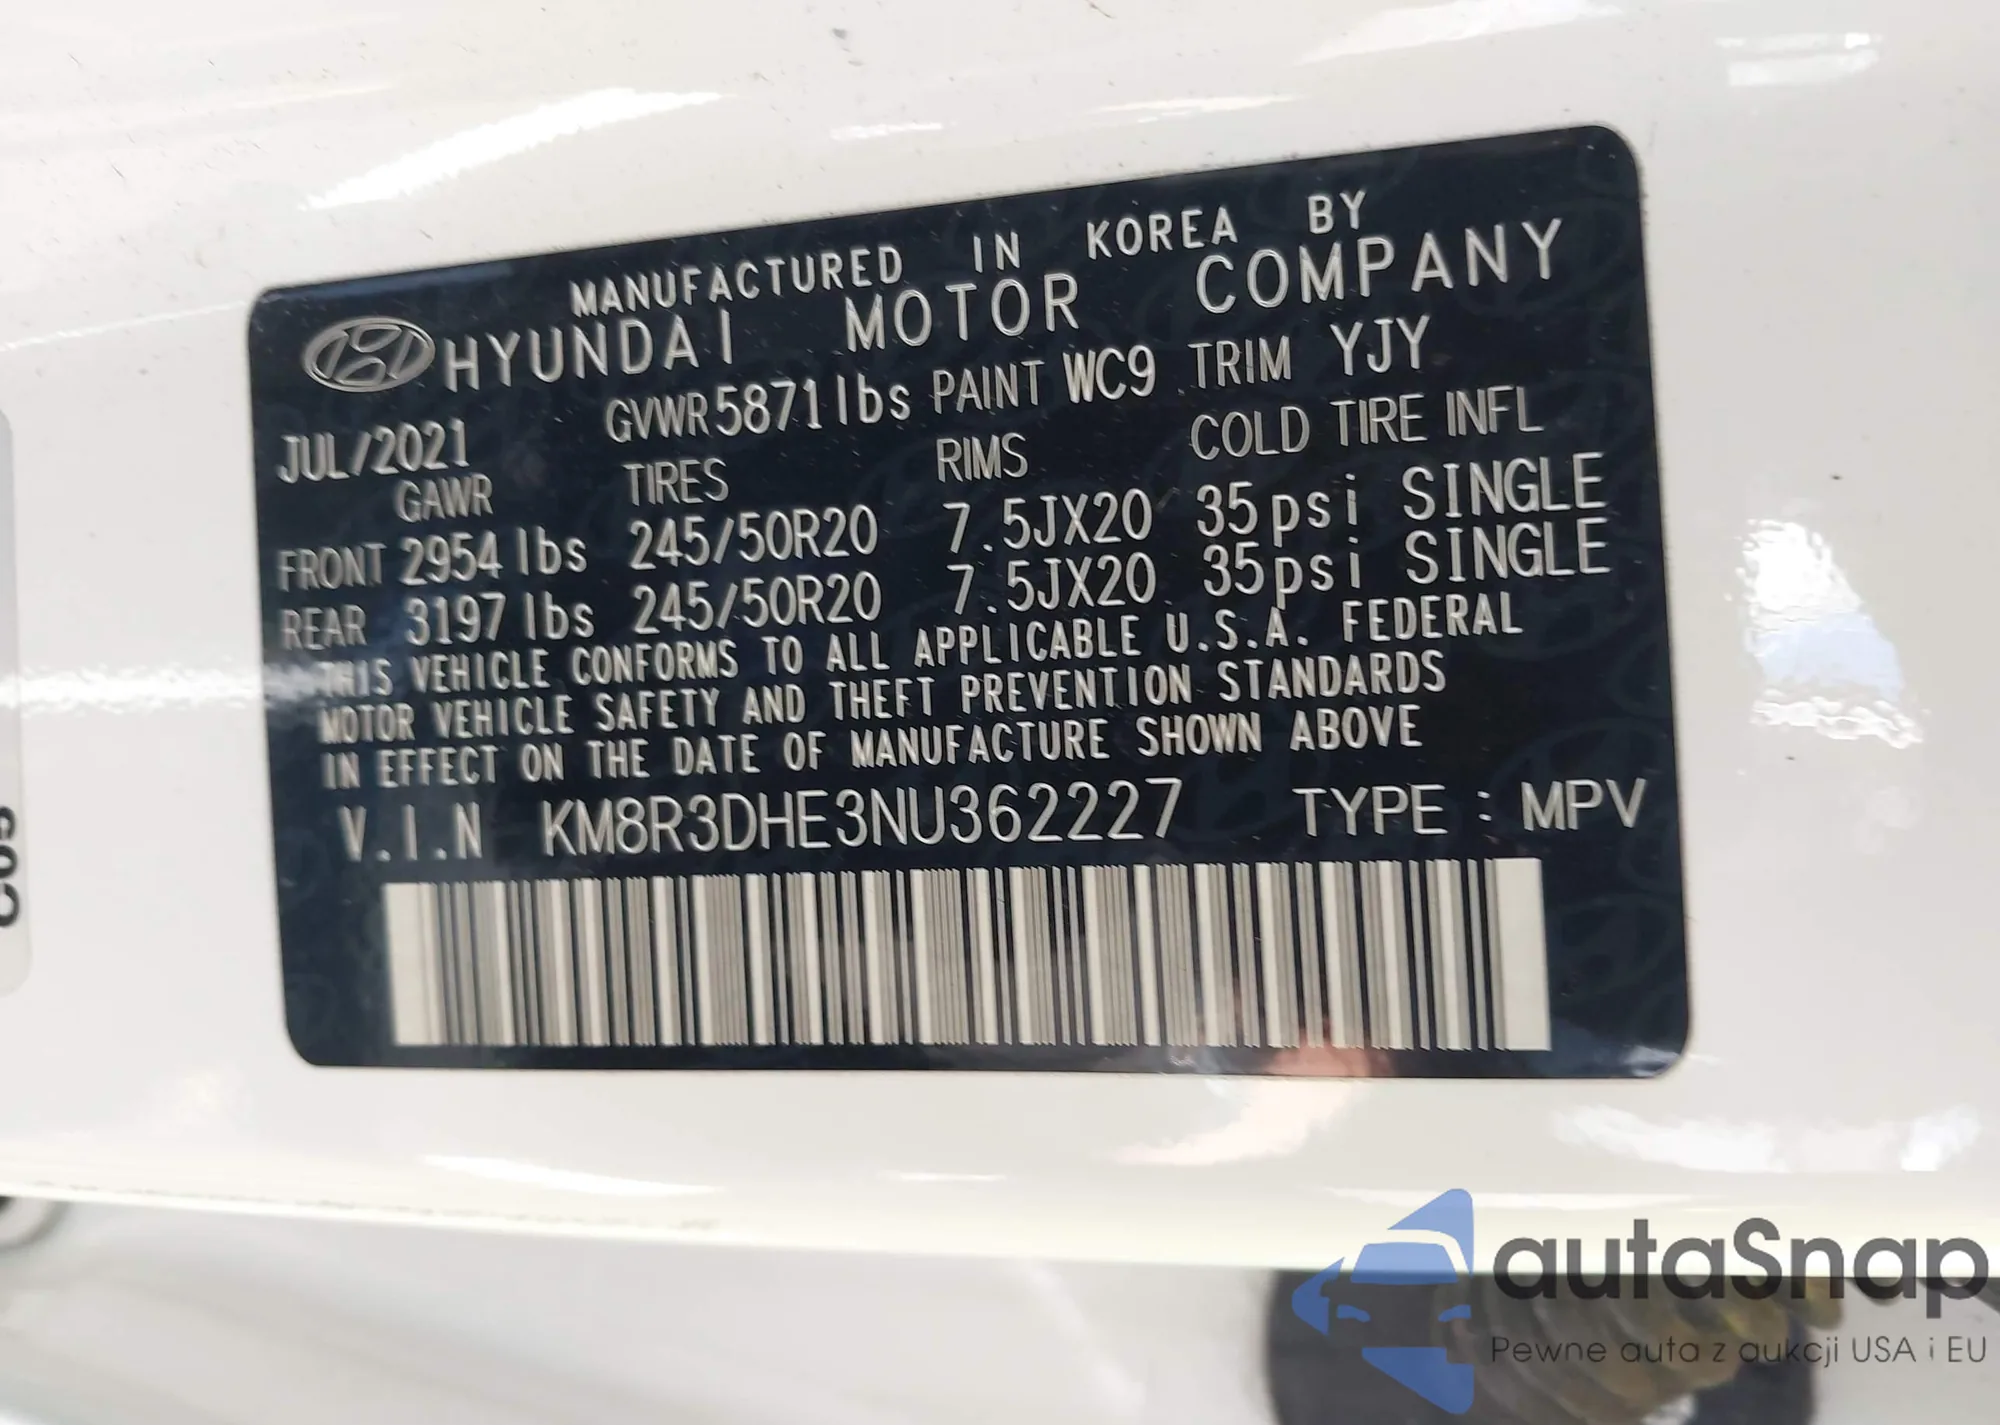 MANUFACTURED IN KOREA BY
HYUNDAI MOTOR COMPANY
JUL/2021 GVWR 5871lbs PAINT WC9 TRIM YJY
GAWR TIRES RIMS COLD TIRE INFL
FRONT 2954 lbs 245/50R20 7.5JX20 35psi SINGLE
REAR 3197 lbs 245/50R20 7.5JX20 35psi SINGLE
THIS VEHICLE CONFORMS TO ALL APPLICABLE U.S.A. FEDERAL
MOTOR VEHICLE SAFETY AND THEFT PREVENTION STANDARDS
IN EFFECT ON THE DATE OF MANUFACTURE SHOWN ABOVE
V.I.N KM8R3DHE3NU362227 TYPE : MPV
autaSnap
Pewne auta z aukcji USA i EU